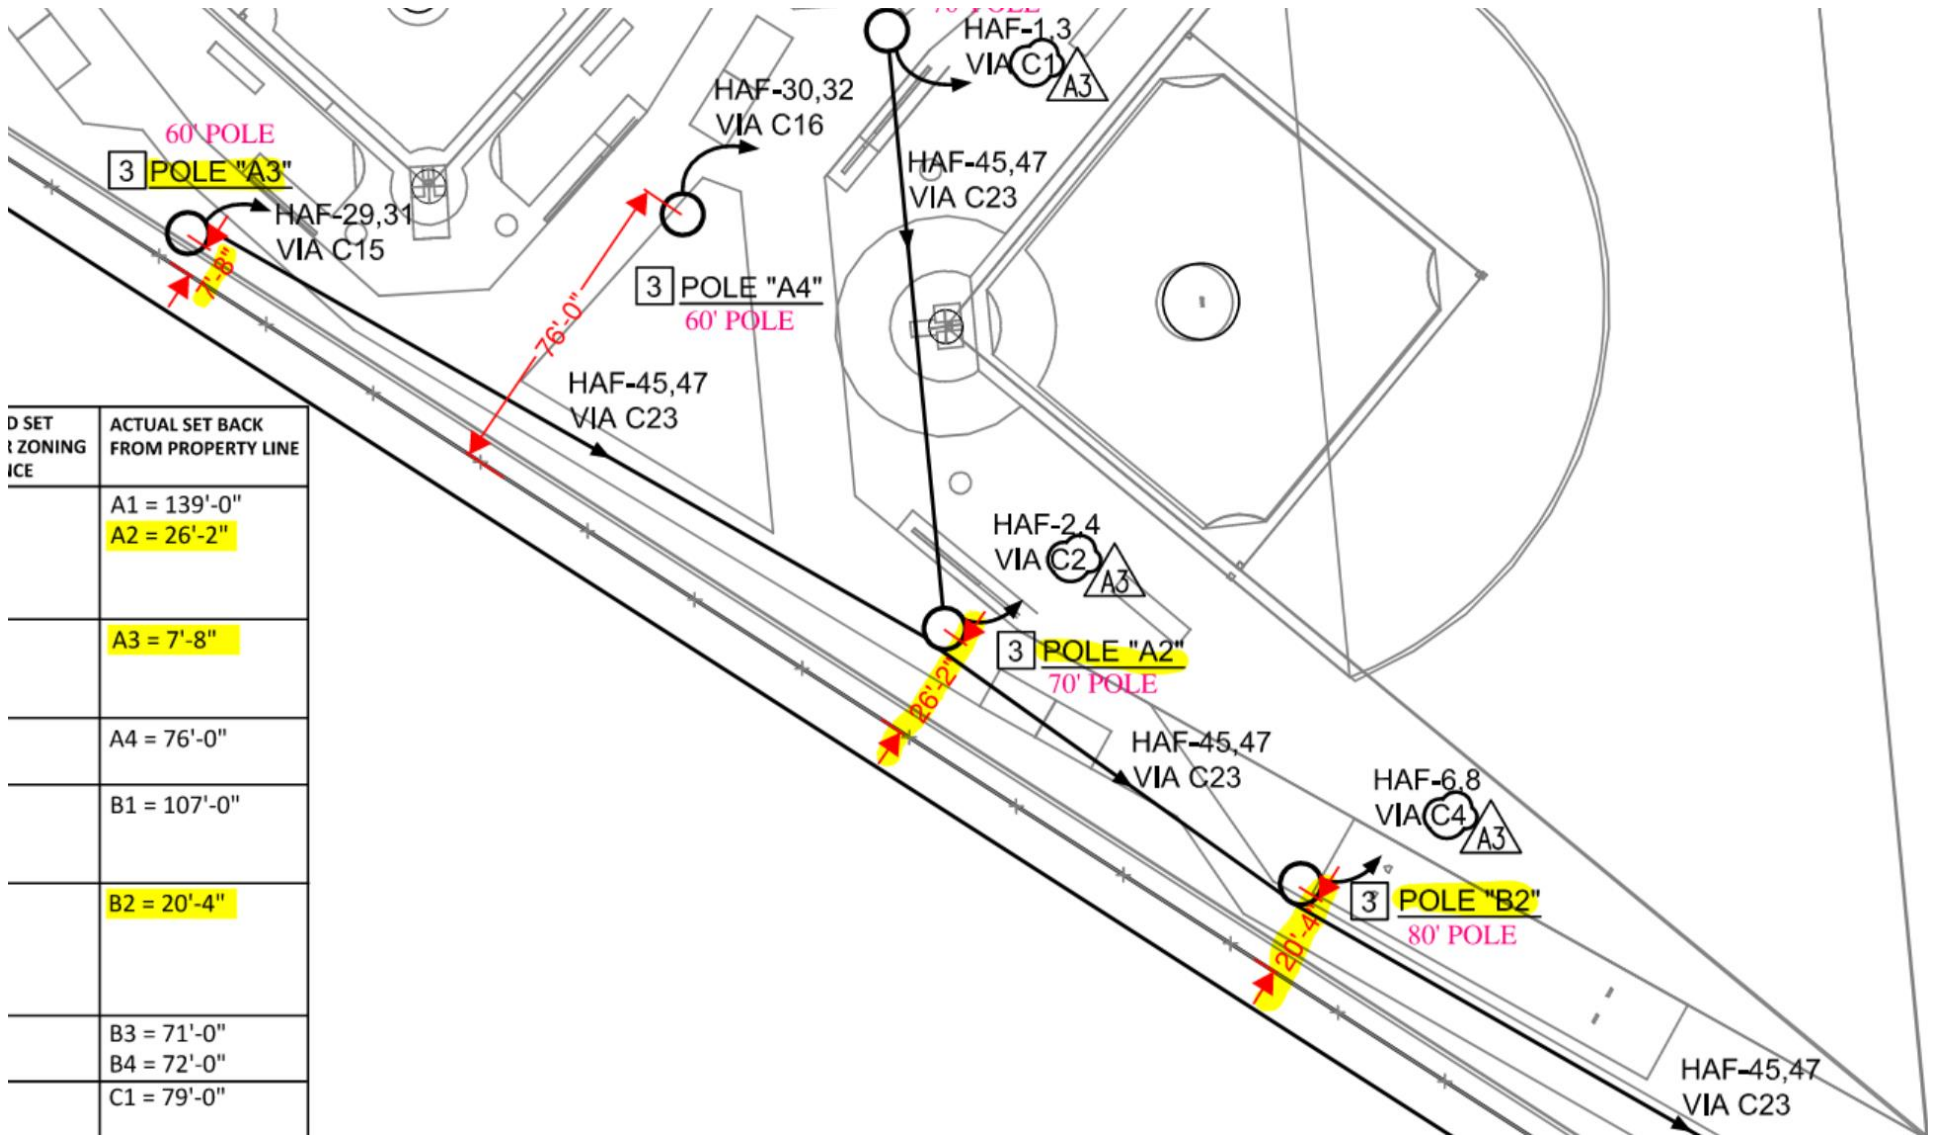 70' POLE
HAF-1,3
VIA C1
A3
HAF-30,32
VIA C16
60' POLE
3 POLE "A3"
HAF-29,31
VIA C15
7'-8"
HAF-45,47
VIA C23
3 POLE "A4"
60' POLE
76'-0"
HAF-45,47
VIA C23
D SET
R ZONING
NCE
ACTUAL SET BACK
FROM PROPERTY LINE
A1 = 139'-0"
A2 = 26'-2"
A3 = 7'-8"
A4 = 76'-0"
B1 = 107'-0"
B2 = 20'-4"
B3 = 71'-0"
B4 = 72'-0"
C1 = 79'-0"
HAF-2,4
VIA C2
A3
3 POLE "A2"
70' POLE
26'-2"
HAF-45,47
VIA C23
HAF-6,8
VIA C4
A3
3 POLE "B2"
80' POLE
20'-4"
HAF-45,47
VIA C23